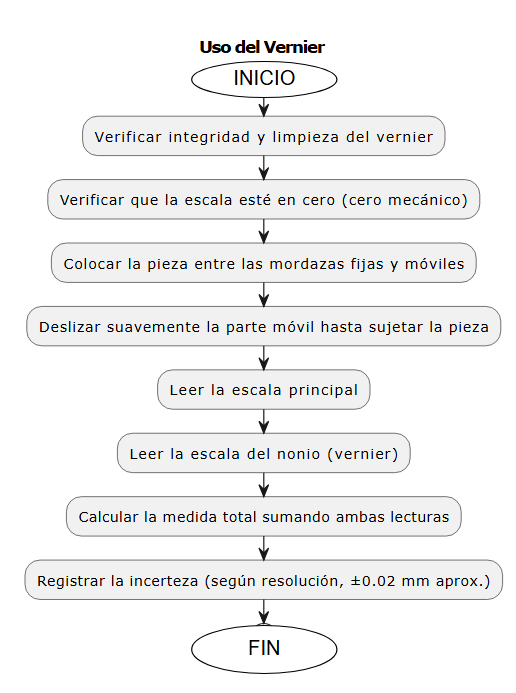 Uso del Vernier
INICIO
Verificar integridad y limpieza del vernier
Verificar que la escala esté en cero (cero mecánico)
Colocar la pieza entre las mordazas fijas y móviles
Deslizar suavemente la parte móvil hasta sujetar la pieza
Leer la escala principal
Leer la escala del nonio (vernier)
Calcular la medida total sumando ambas lecturas
Registrar la incerteza (según resolución, ±0.02 mm aprox.)
FIN